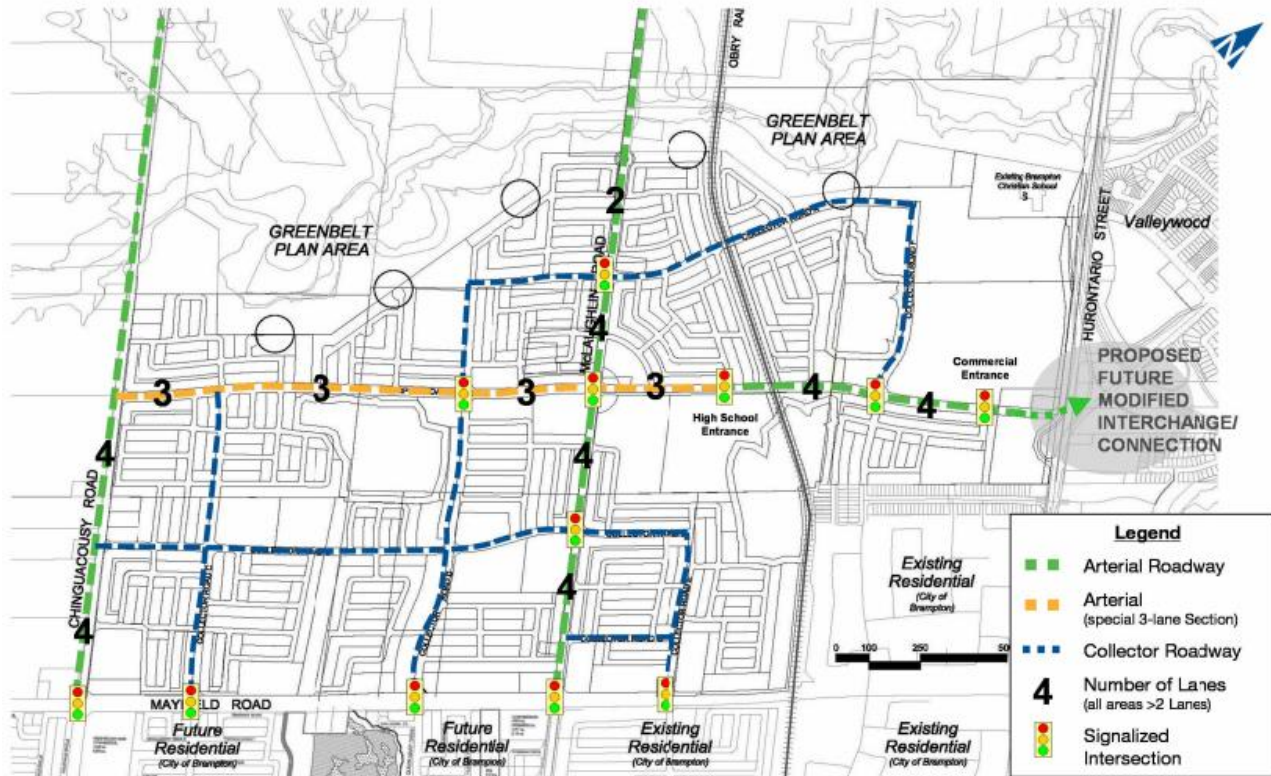 OBRY RAI
N
GREENBELT
PLAN AREA
Existing Brampton
Christian School
S
HURONTARIO STREET
Valleywood
GREENBELT
PLAN AREA
2
McLAUGHLIN ROAD
4
3
3
3
3
4
4
Commercial
Entrance
High School
Entrance
PROPOSED
FUTURE
MODIFIED
INTERCHANGE/
CONNECTION
4
4
CHINGUACOUSY ROAD
4
4
Existing
Residential
(City of
Brampton)
MAYFIELD ROAD
Future
Residential
(City of Brampton)
Future
Residential
(City of Brampton)
Existing
Residential
(City of Brampton)
Existing
Residential
(City of Brampton)
0
100
250
500
Legend
Arterial Roadway
Arterial
(special 3-lane Section)
Collector Roadway
4
Number of Lanes
(all areas >2 Lanes)
Signalized
Intersection